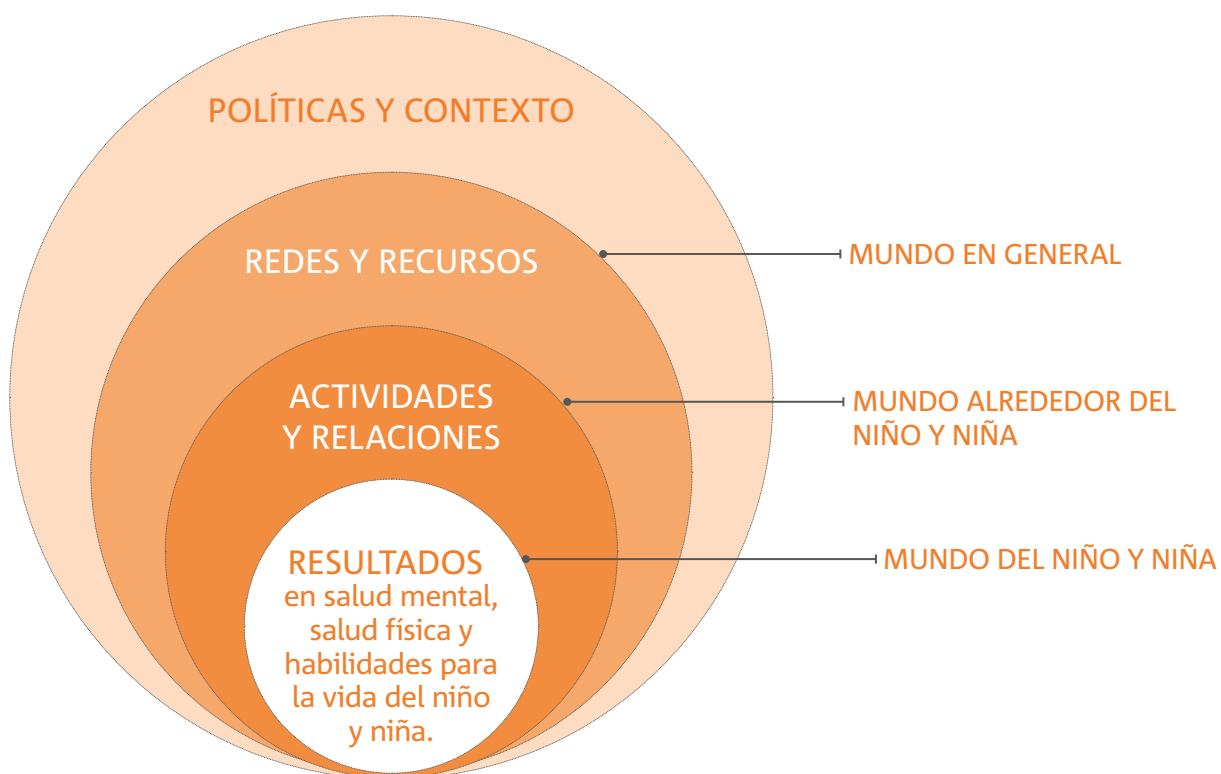 POLÍTICAS Y CONTEXTO
REDES Y RECURSOS
MUNDO EN GENERAL
ACTIVIDADES
Y RELACIONES
MUNDO ALREDEDOR DEL
NIÑO Y NIÑA
RESULTADOS
en salud mental,
salud física y
habilidades para
la vida del niño
y niña.
MUNDO DEL NIÑO Y NIÑA